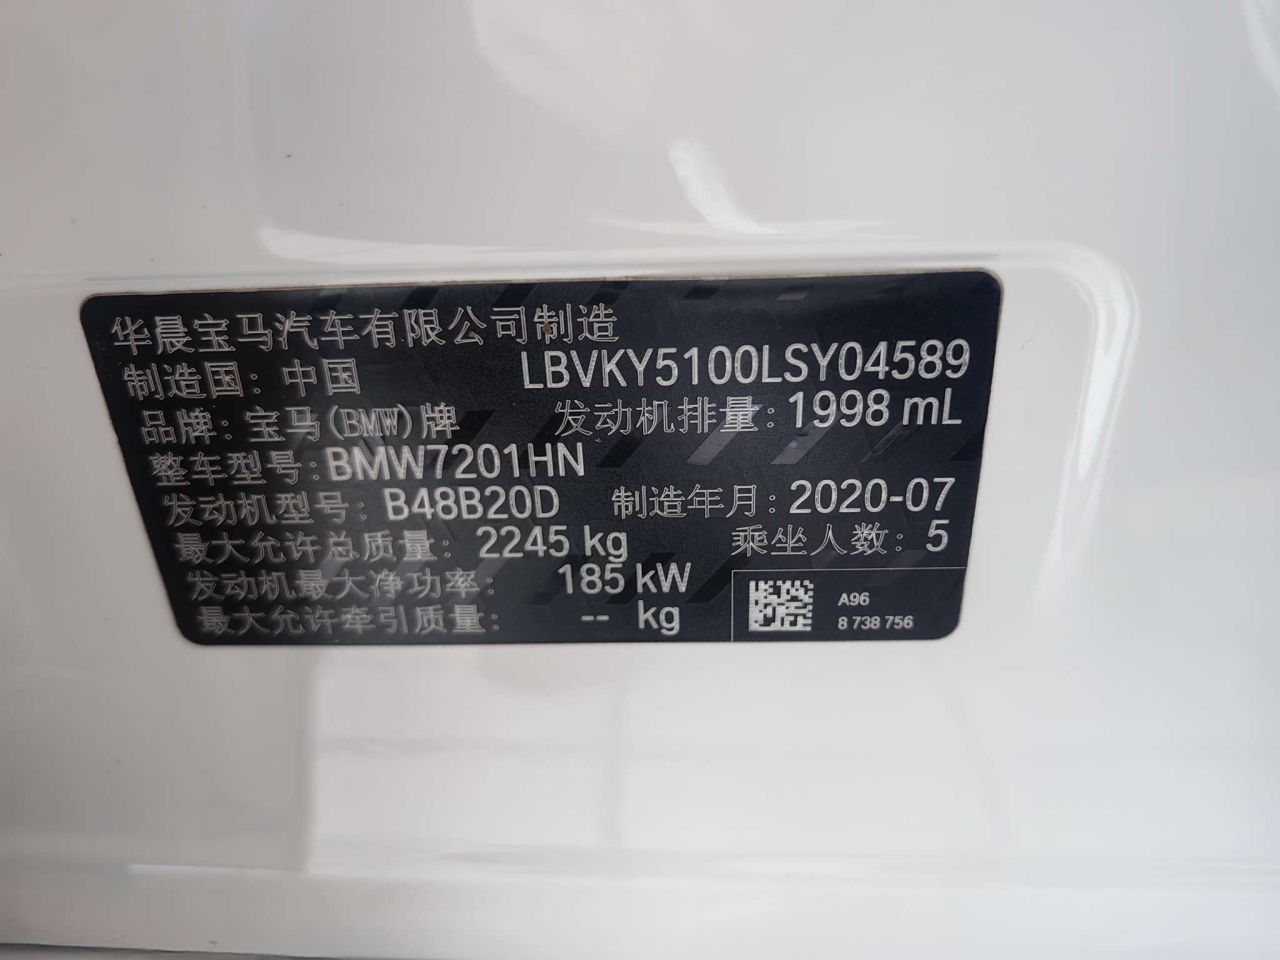 华晨宝马汽车有限公司制造
制造国：中国 LBVKY5100LSY04589
品牌：宝马(BMW)牌 发动机排量：1998 mL
整车型号：BMW7201HN
发动机型号：B48B20D 制造年月：2020-07
最大允许总质量：2245 kg 乘坐人数：5
发动机最大净功率：185 kW
最大允许牵引质量：-- kg
A96
8 738 756